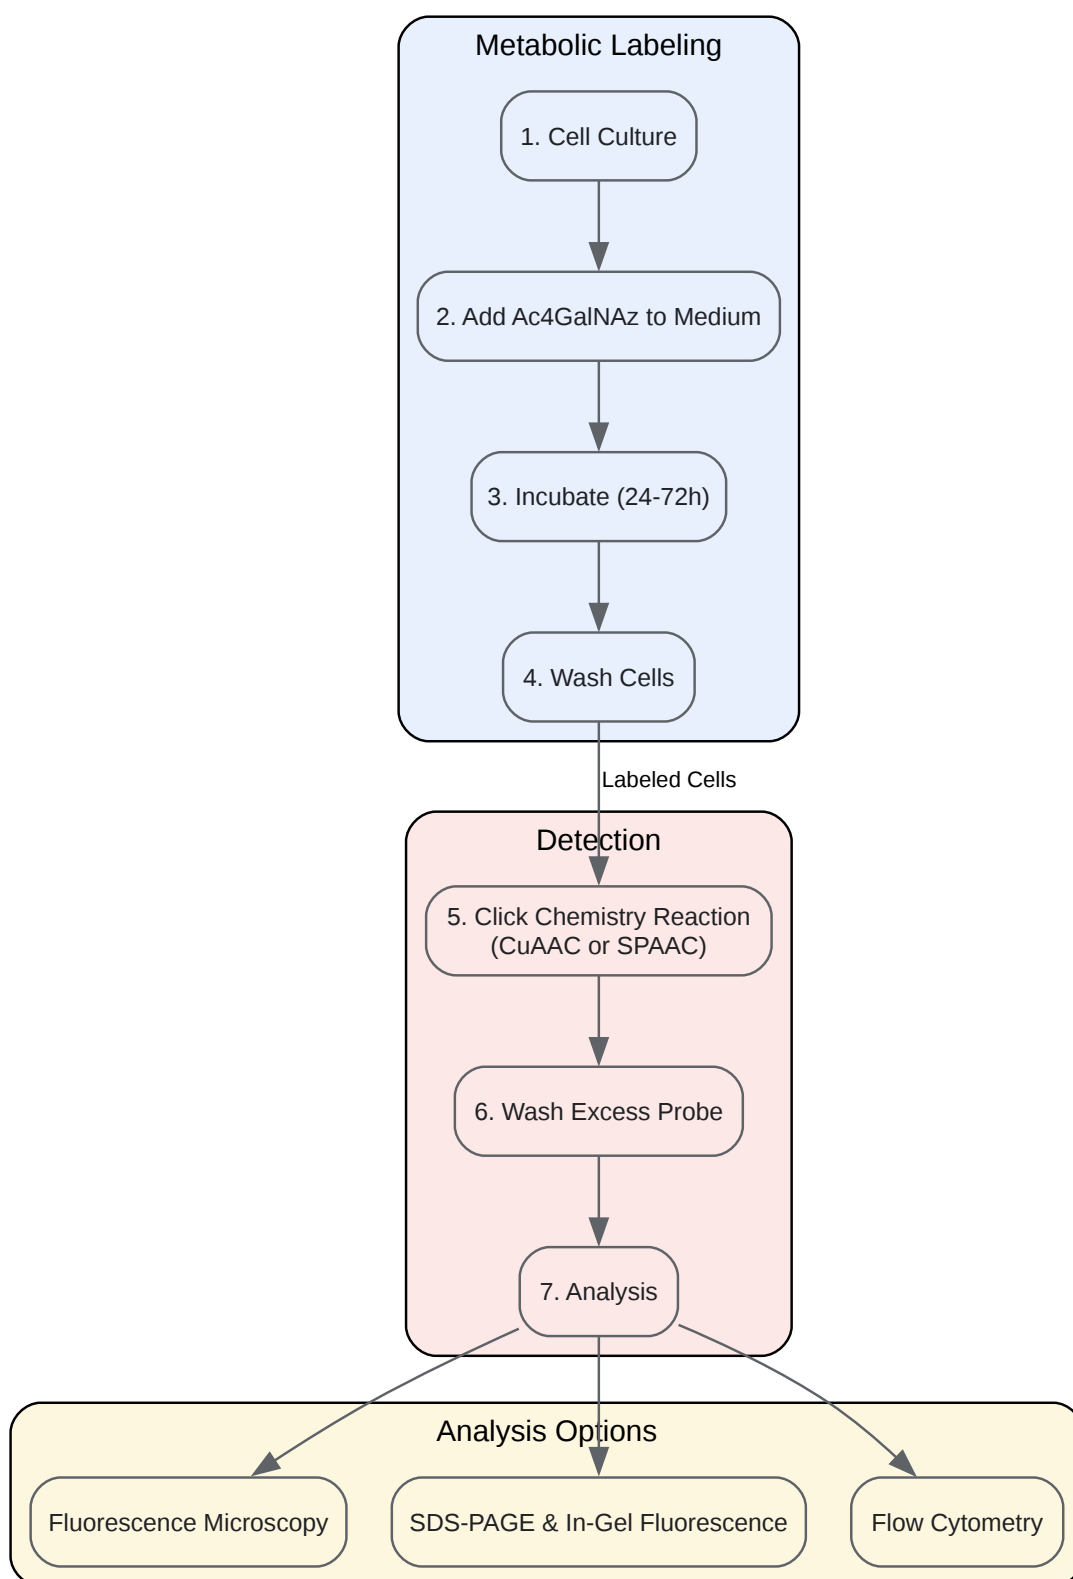 Metabolic Labeling
1. Cell Culture
2. Add Ac4GalNAz to Medium
3. Incubate (24-72h)
4. Wash Cells
Labeled Cells
Detection
5. Click Chemistry Reaction
(CuAAC or SPAAC)
6. Wash Excess Probe
7. Analysis
Analysis Options
Fluorescence Microscopy
SDS-PAGE & In-Gel Fluorescence
Flow Cytometry